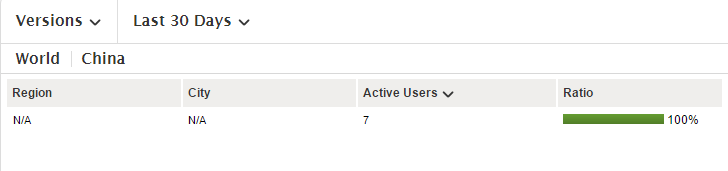 Versions Last 30 Days
World China
Region City Active Users Ratio
N/A N/A 7 100%